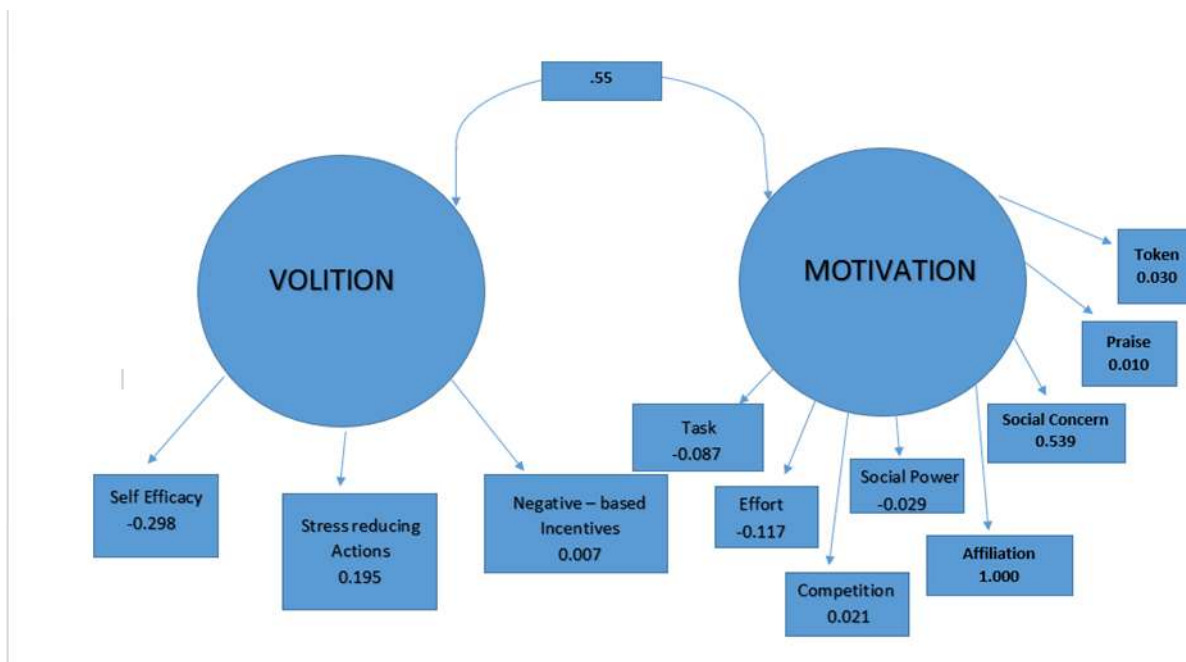 .55
VOLITION
MOTIVATION
Token
0.030
Praise
0.010
Social Concern
0.539
Task
-0.087
Social Power
-0.029
Self Efficacy
-0.298
Stress reducing
Actions
0.195
Negative – based
Incentives
0.007
Effort
-0.117
Affiliation
1.000
Competition
0.021